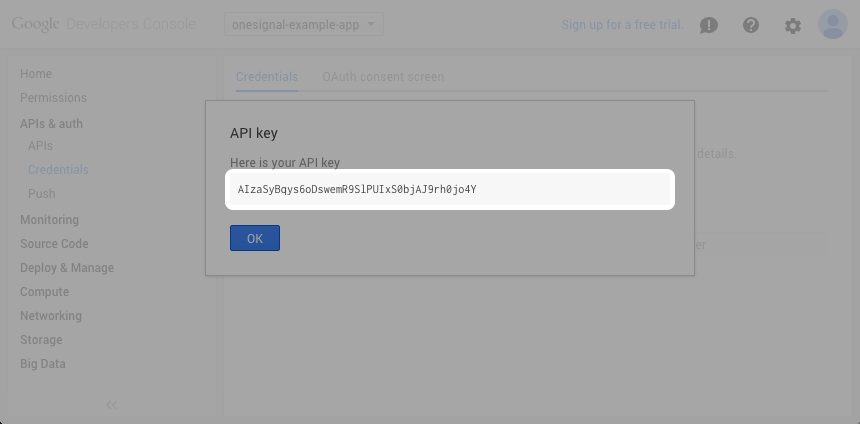 Google Developers Console
onesignal-example-app
Sign up for a free trial.
Home
Permissions
APIs & auth
APIs
Credentials
Push
Monitoring
Source Code
Deploy & Manage
Compute
Networking
Storage
Big Data
Credentials
OAuth consent screen
API key
Here is your API key
AIzaSyBqys6oDswemR9SlPUIxS0bjAJ9rh0jo4Y
OK
details.
er